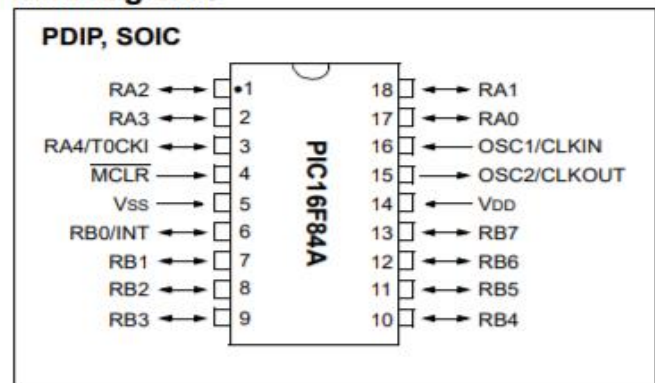 PDIP, SOIC
RA2 1 18 RA1
RA3 2 17 RA0
RA4/T0CKI 3 16 OSC1/CLKIN
MCLR 4 15 OSC2/CLKOUT
VSS 5 14 VDD
RB0/INT 6 13 RB7
RB1 7 12 RB6
RB2 8 11 RB5
RB3 9 10 RB4
PIC16F84A